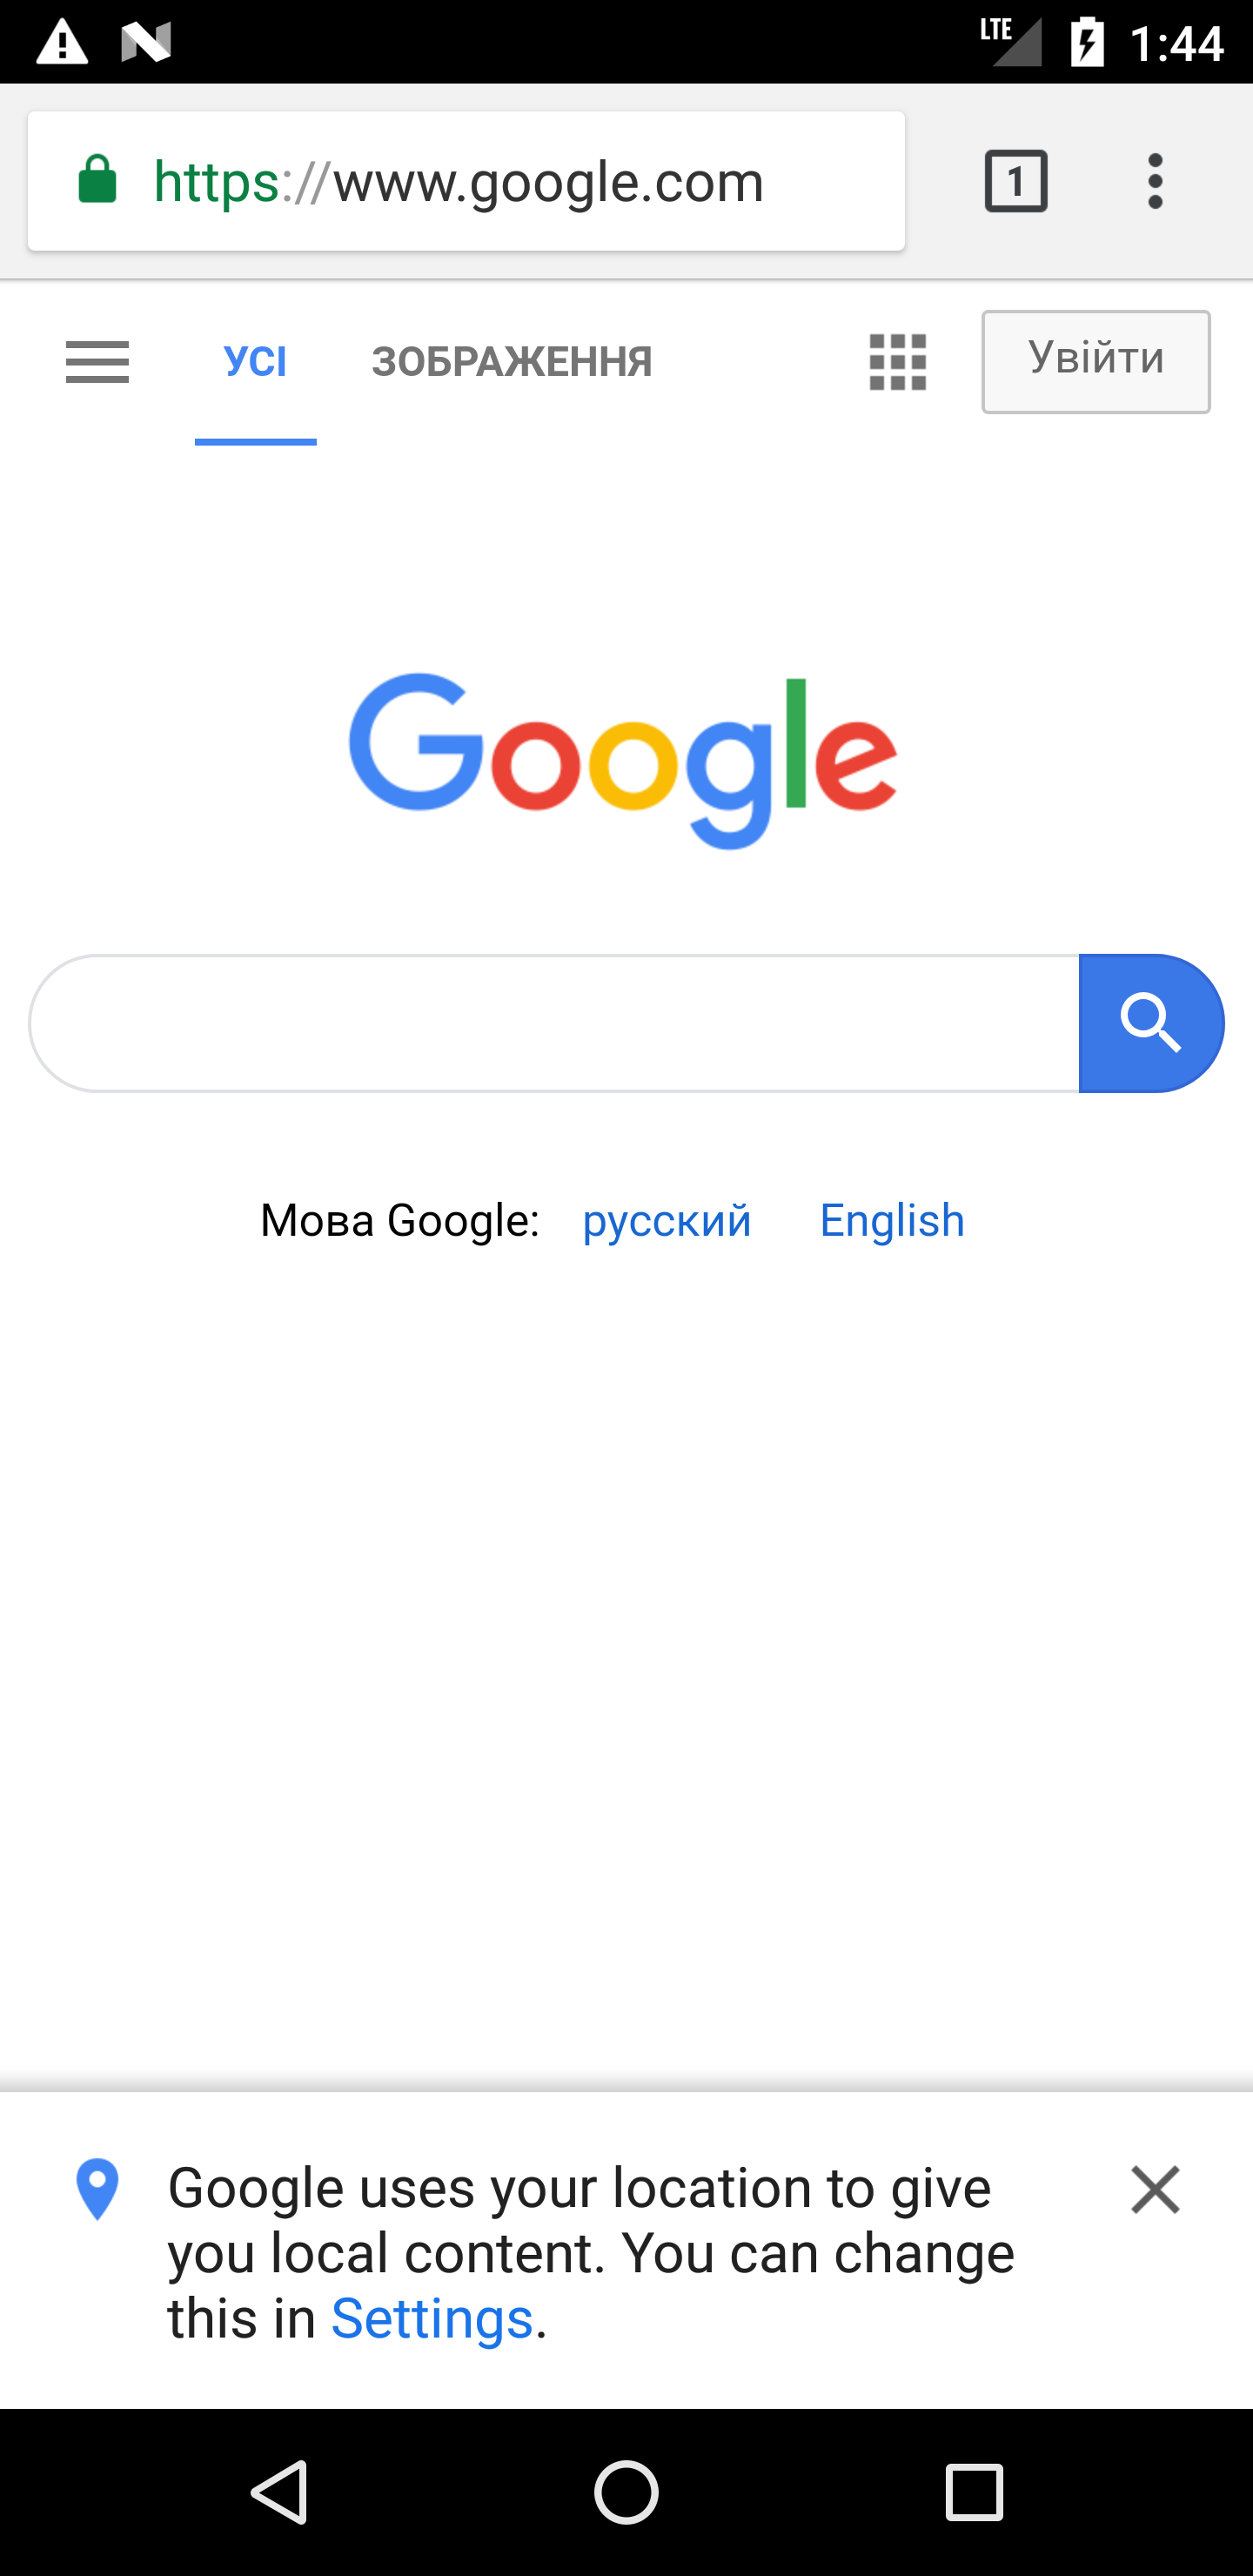 LTE 1:44
https://www.google.com 1
УСІ ЗОБРАЖЕННЯ Увійти
Google
Мова Google: русский English
Google uses your location to give
you local content. You can change
this in Settings.